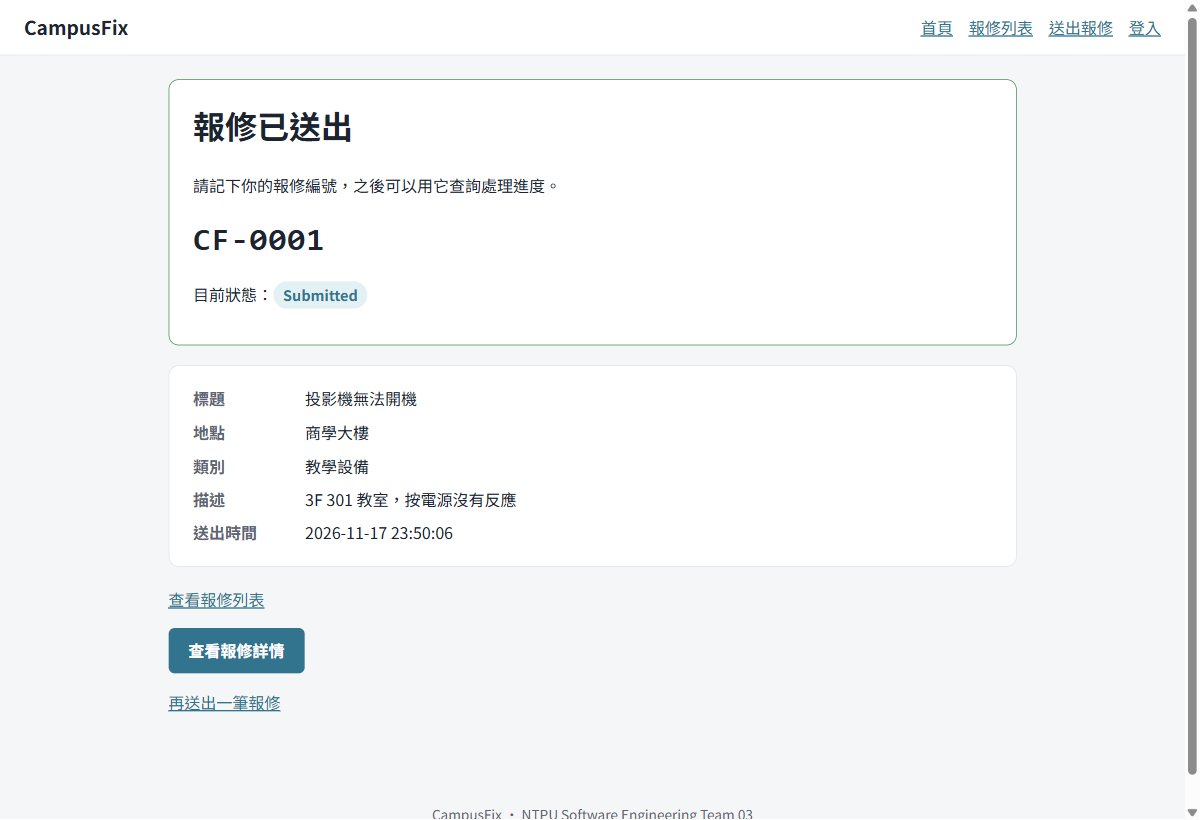 CampusFix
首頁 報修列表 送出報修 登入
報修已送出
請記下你的報修編號，之後可以用它查詢處理進度。
CF-0001
目前狀態： Submitted
標題 投影機無法開機
地點 商學大樓
類別 教學設備
描述 3F 301 教室，按電源沒有反應
送出時間 2026-11-17 23:50:06
查看報修列表
查看報修詳情
再送出一筆報修
CampusFix · NTPU Software Engineering Team 03